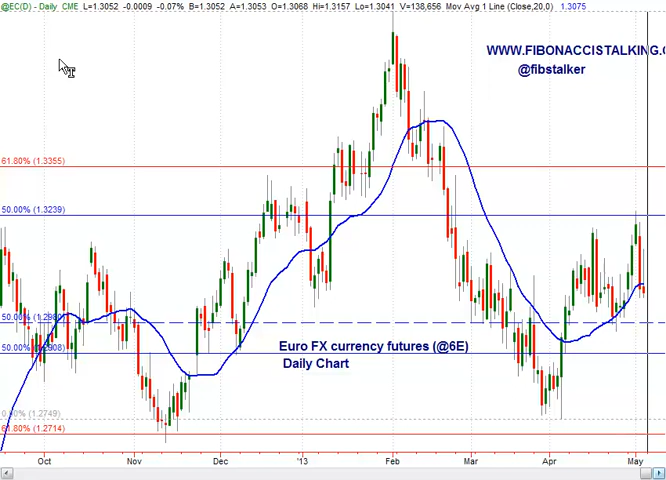 @EC(D) - Daily CME L=1.3052 -0.0009 -0.07% B=1.3052 A=1.3053 O=1.3068 Hi=1.3157 Lo=1.3041 V=138,656 Mov Avg 1 Line (Close,20,0) 1.3075
WWW.FIBONACCISTALKING.C
@fibstalker
61.80% (1.3355)
50.00% (1.3239)
50.00% (1.2980)
Euro FX currency futures (@6E)
50.00% (1.2908)
Daily Chart
0.00% (1.2749)
61.80% (1.2714)
Oct Nov Dec '13 Feb Mar Apr May